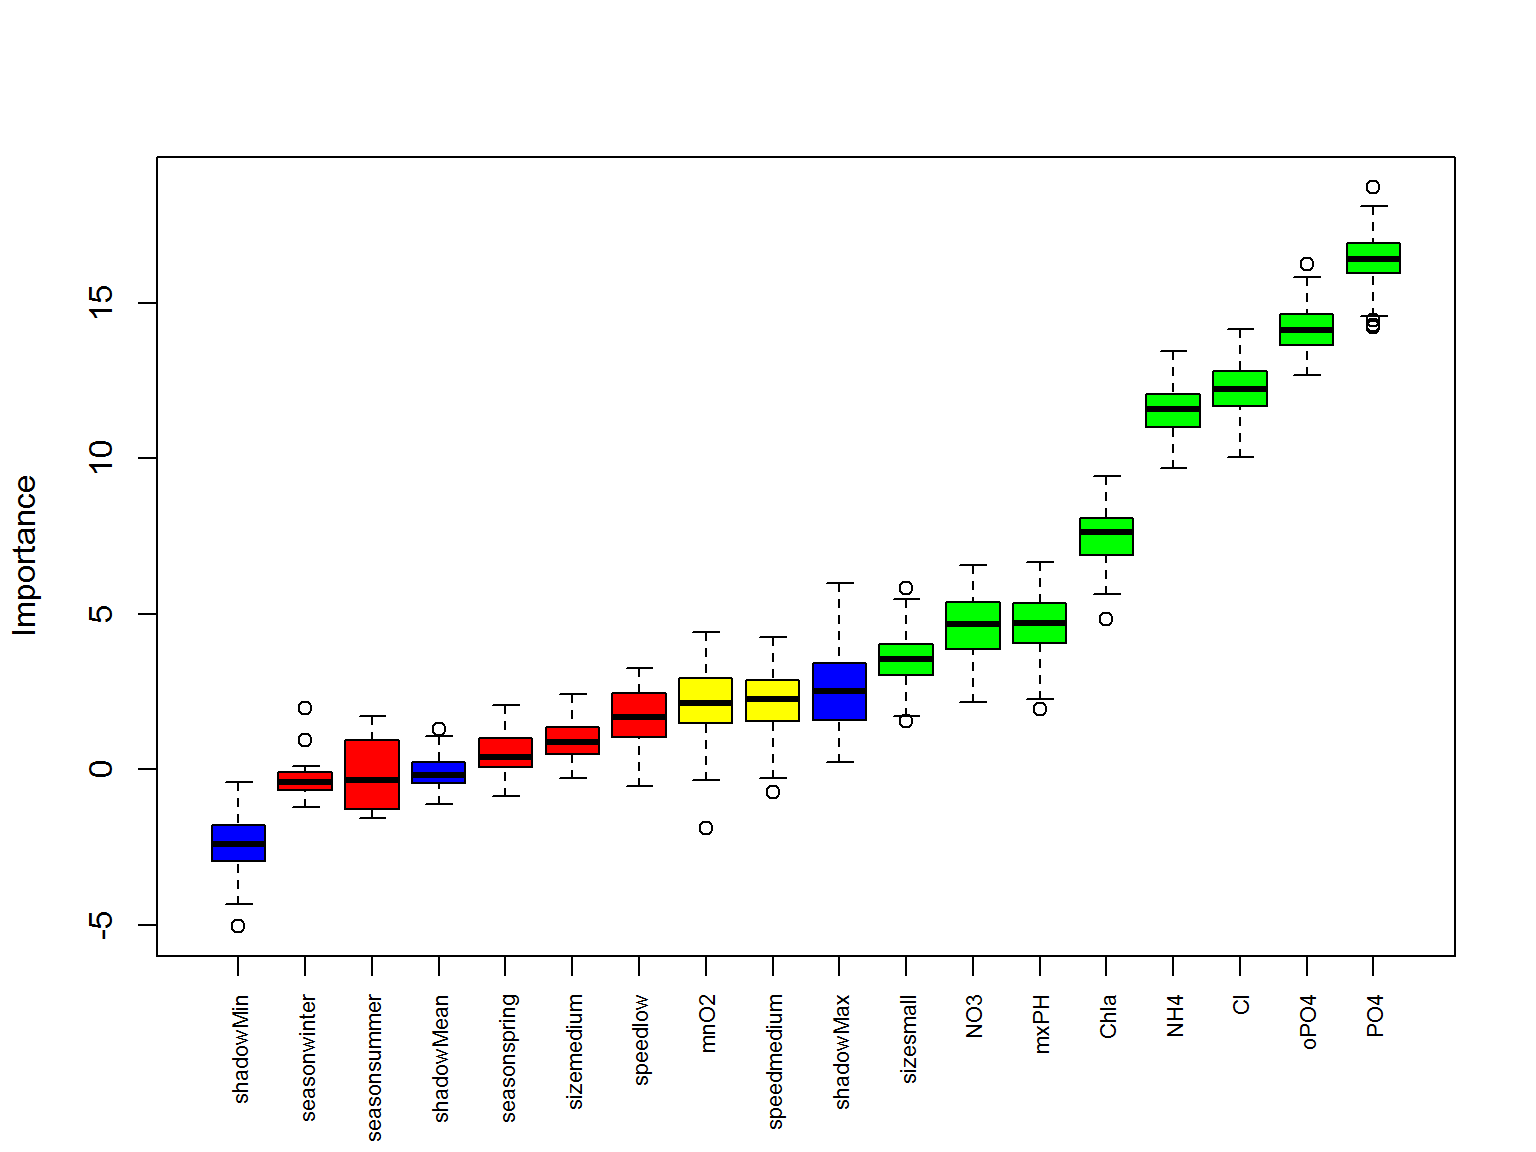 Importance
15
10
5
0
-5
shadowMin
seasonwinter
seasonsummer
shadowMean
seasonspring
sizemedium
speedlow
mnO2
speedmedium
shadowMax
sizesmall
NO3
mxPH
Chla
NH4
Cl
oPO4
PO4